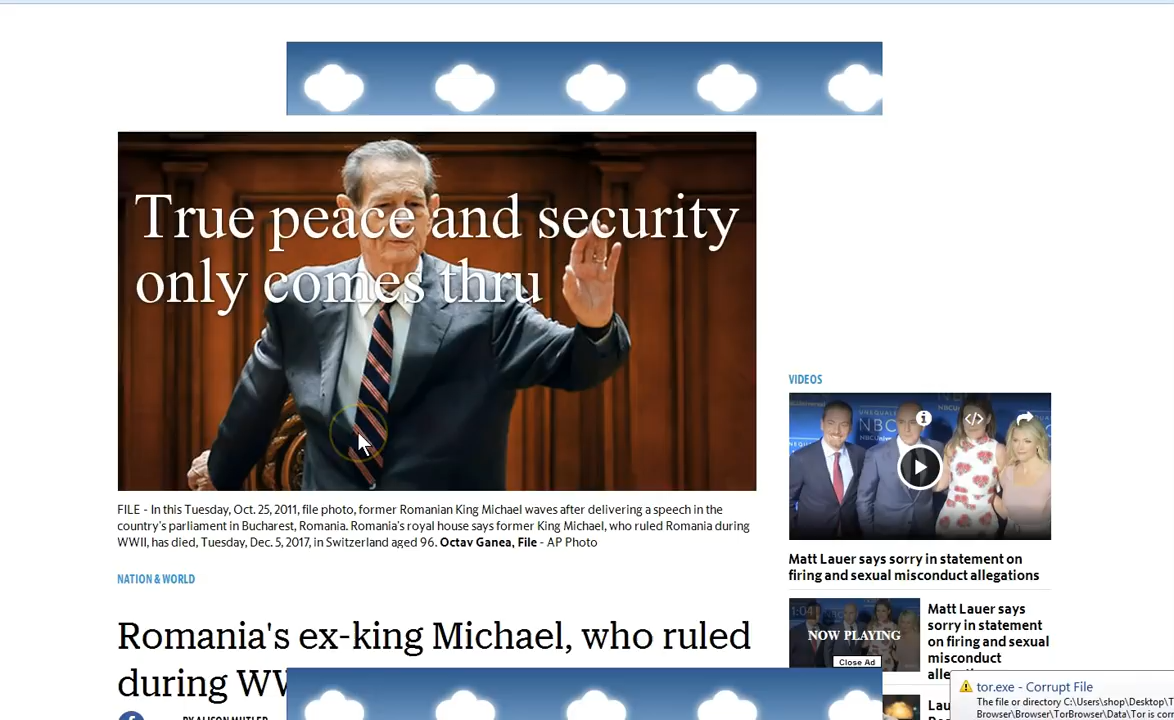 True peace and security
only comes thru
FILE - In this Tuesday, Oct. 25, 2011, file photo, former Romanian King Michael waves after delivering a speech in the
country's parliament in Bucharest, Romania. Romania's royal house says former King Michael, who ruled Romania during
WWII, has died, Tuesday, Dec. 5, 2017, in Switzerland aged 96. Octav Ganea, File - AP Photo
NATION & WORLD
Romania's ex-king Michael, who ruled
during WW
BY ALISON MUTLER
VIDEOS
UNEQUALE
NBC
Matt Lauer says sorry in statement on
firing and sexual misconduct allegations
1:04
NOW PLAYING
Close Ad
Matt Lauer says
sorry in statement
on firing and sexual
misconduct
tor.exe - Corrupt File
The file or directory C:\Users\shop\Desktop\T
Browser\Browser\TorBrowser\Data\Tor is corr